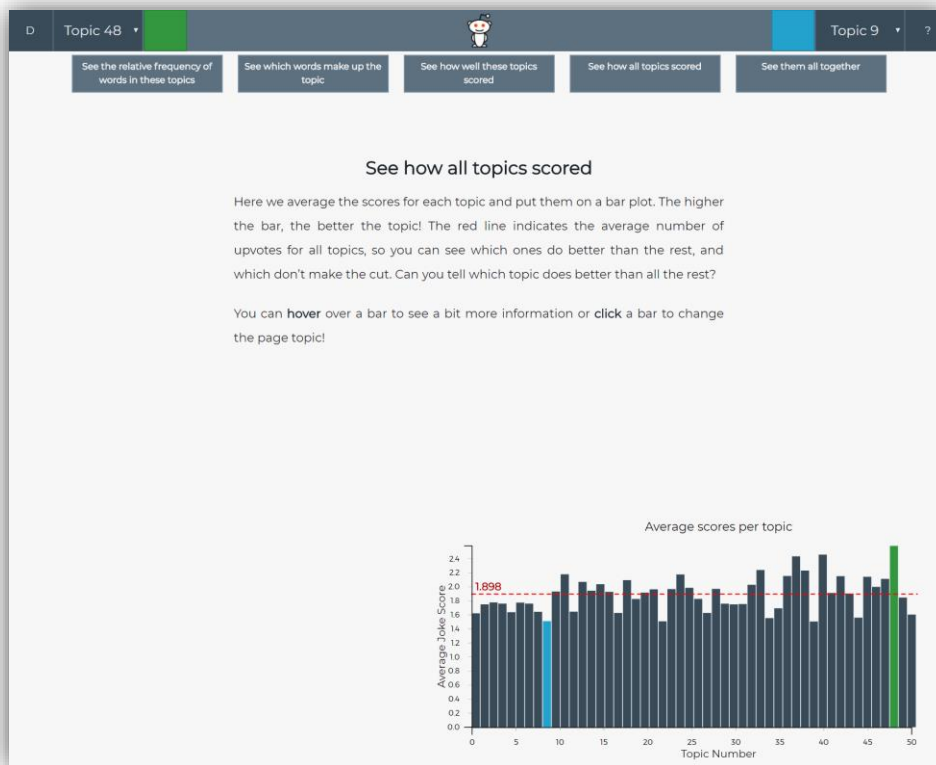 D
Topic 48 ▾
Topic 9 ▾
?
See the relative frequency of
words in these topics
See which words make up the
topic
See how well these topics
scored
See how all topics scored
See them all together
See how all topics scored
Here we average the scores for each topic and put them on a bar plot. The higher
the bar, the better the topic! The red line indicates the average number of
upvotes for all topics, so you can see which ones do better than the rest, and
which don't make the cut. Can you tell which topic does better than all the rest?
You can hover over a bar to see a bit more information or click a bar to change
the page topic!
Average scores per topic
Average Joke Score
2.4
2.2
2.0
1.8
1.6
1.4
1.2
1.0
0.8
0.6
0.4
0.2
0.0
1.898
0 5 10 15 20 25 30 35 40 45 50
Topic Number